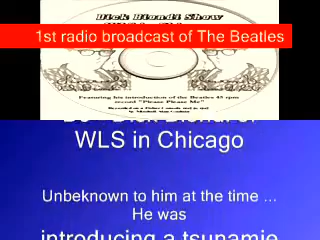 Dick Biondi Show
1st radio broadcast of The Beatles
Featuring his introduction of the Beatles 45 rpm
record "Please Please Me"
WLS in Chicago
Unbeknown to him at the time ...
He was
introducing a tsunamie